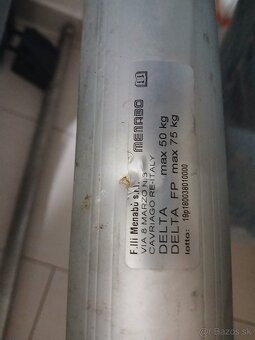 MENABO
F.lli Menabò s.r.l.
VIA 8 MARZO N.3
CAVRIAGO RE-ITALY
DELTA max 50 kg
DELTA FP max 75 kg
lotto: 18p180038010000
bazos.sk